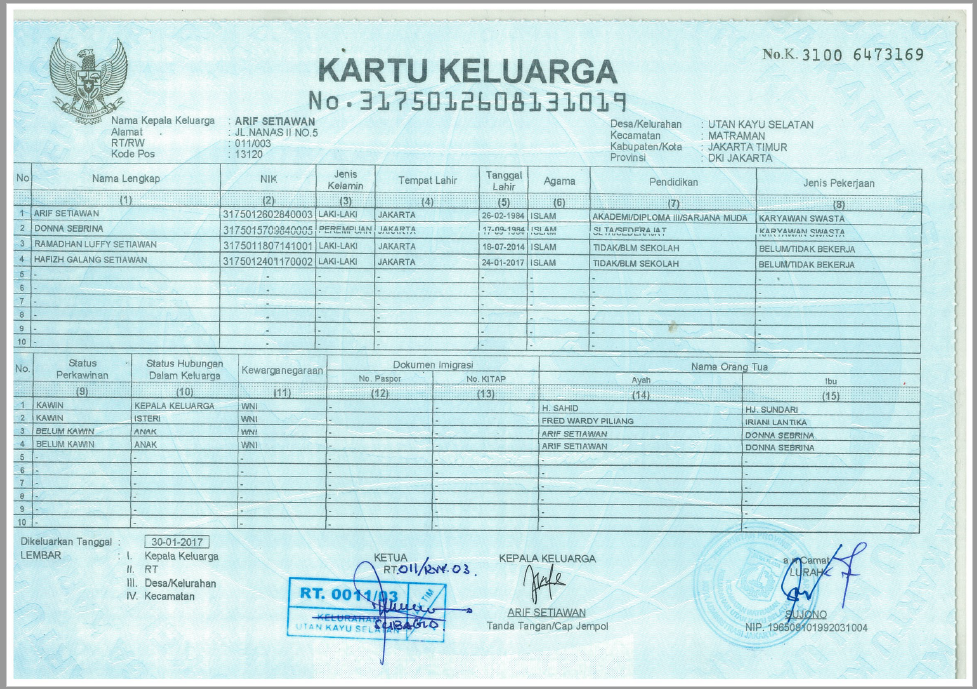 No.K. 3100 6473169
KARTU KELUARGA
No. 3175012608131019
Nama Kepala Keluarga : ARIF SETIAWAN
Alamat : JL.NANAS II NO.5
RT/RW : 011/003
Kode Pos : 13120
Desa/Kelurahan : UTAN KAYU SELATAN
Kecamatan : MATRAMAN
Kabupaten/Kota : JAKARTA TIMUR
Provinsi : DKI JAKARTA
No Nama Lengkap NIK Jenis Kelamin Tempat Lahir Tanggal Lahir Agama Pendidikan Jenis Pekerjaan
(1) (2) (3) (4) (5) (6) (7) (8)
1 ARIF SETIAWAN 3175012602840003 LAKI-LAKI JAKARTA 26-02-1984 ISLAM AKADEMI/DIPLOMA III/SARJANA MUDA KARYAWAN SWASTA
2 DONNA SEBRINA 3175015709840005 PEREMPUAN JAKARTA 17-09-1984 ISLAM SLTA/SEDERAJAT KARYAWAN SWASTA
3 RAMADHAN LUFFY SETIAWAN 3175011807141001 LAKI-LAKI JAKARTA 18-07-2014 ISLAM TIDAK/BLM SEKOLAH BELUM/TIDAK BEKERJA
4 HAFIZH GALANG SETIAWAN 3175012401170002 LAKI-LAKI JAKARTA 24-01-2017 ISLAM TIDAK/BLM SEKOLAH BELUM/TIDAK BEKERJA
5 - - - - - - - -
6 - - - - - - - -
7 - - - - - - - -
8 - - - - - - - -
9 - - - - - - - -
10 - - - - - - - -
No. Status Perkawinan Status Hubungan Dalam Keluarga Kewarganegaraan Dokumen Imigrasi Nama Orang Tua
No. Paspor No. KITAP Ayah Ibu
(9) (10) (11) (12) (13) (14) (15)
1 KAWIN KEPALA KELUARGA WNI - - H. SAHID HJ. SUNDARI
2 KAWIN ISTERI WNI - - FRED WARDY PILIANG IRIANI LANTIKA
3 BELUM KAWIN ANAK WNI - - ARIF SETIAWAN DONNA SEBRINA
4 BELUM KAWIN ANAK WNI - - ARIF SETIAWAN DONNA SEBRINA
5 - - - - - - -
6 - - - - - - -
7 - - - - - - -
8 - - - - - - -
9 - - - - - - -
10 - - - - - - -
Dikeluarkan Tanggal : 30-01-2017
LEMBAR : I. Kepala Keluarga
II. RT
III. Desa/Kelurahan
IV. Kecamatan
KETUA
RT. 011/RW. 03.
RT. 0011/03
KELURAHAN
UTAN KAYU SELATAN
TIM
SUBAGIO
KEPALA KELUARGA
ARIF SETIAWAN
Tanda Tangan/Cap Jempol
a.n Camat
LURAH
SUJONO
NIP. 196508101992031004